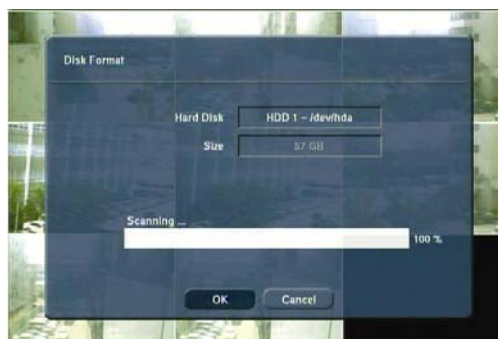 Disk Format
Hard Disk HDD 1 - /dev/hda
Size 57 GB
Scanning ...
100 %
OK Cancel